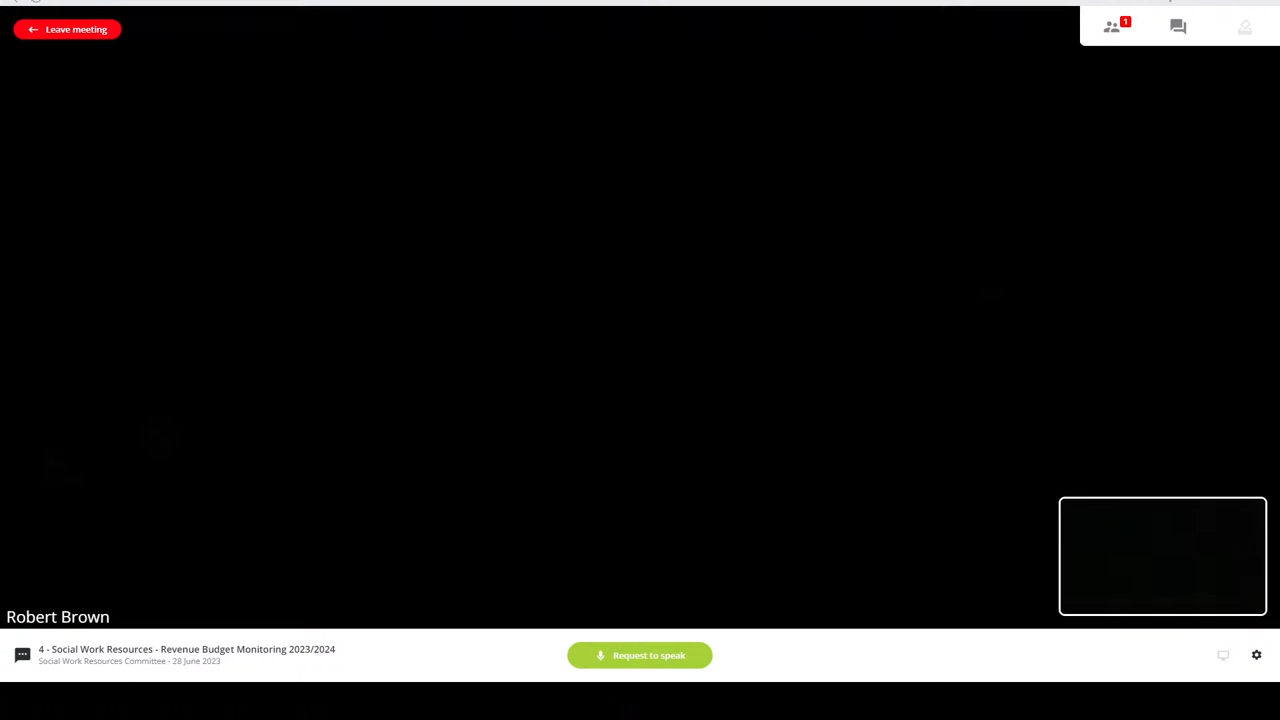 Leave meeting
1
Robert Brown
4 - Social Work Resources - Revenue Budget Monitoring 2023/2024
Social Work Resources Committee - 28 June 2023
Request to speak